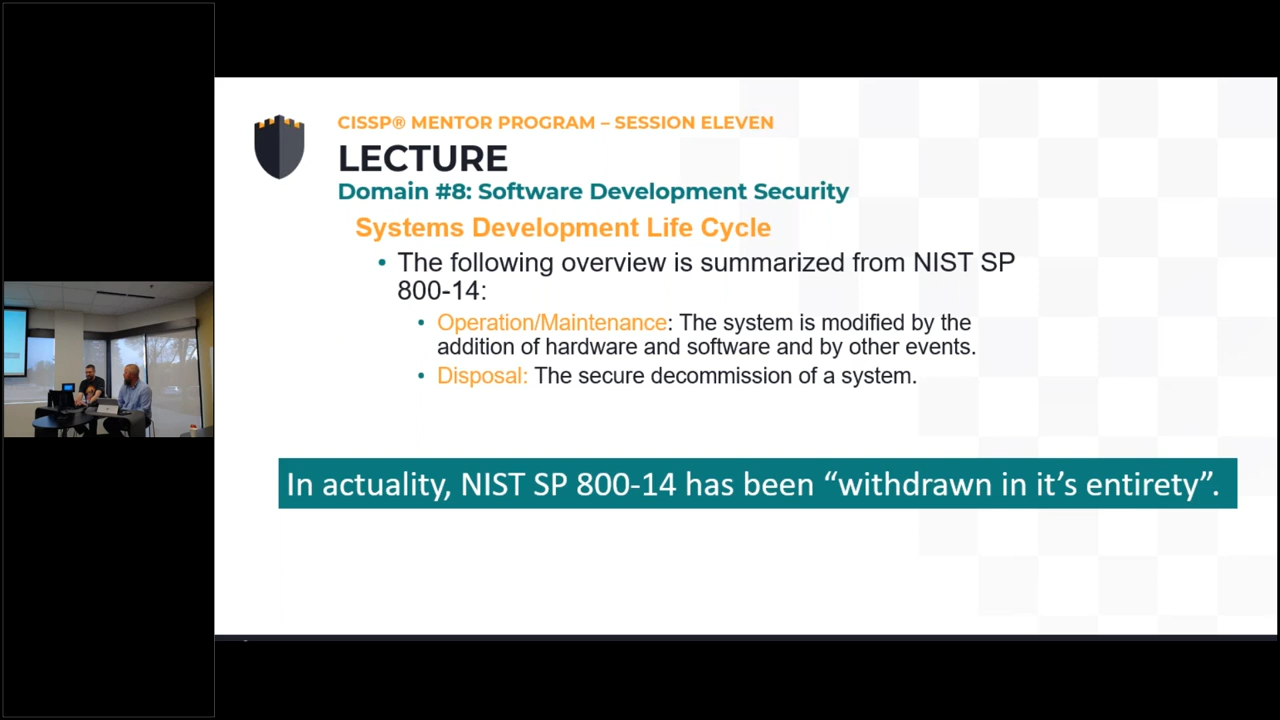 CISSP® MENTOR PROGRAM – SESSION ELEVEN
LECTURE
Domain #8: Software Development Security
Systems Development Life Cycle
• The following overview is summarized from NIST SP
800-14:
• Operation/Maintenance: The system is modified by the
addition of hardware and software and by other events.
• Disposal: The secure decommission of a system.
In actuality, NIST SP 800-14 has been “withdrawn in it’s entirety”.